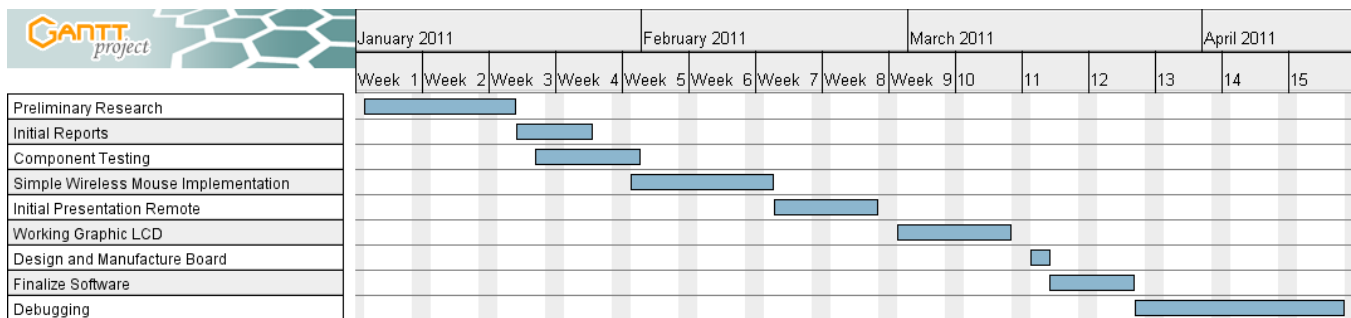 GANTT
project
January 2011 February 2011 March 2011 April 2011
Week 1 Week 2 Week 3 Week 4 Week 5 Week 6 Week 7 Week 8 Week 9 10 11 12 13 14 15
Preliminary Research
Initial Reports
Component Testing
Simple Wireless Mouse Implementation
Initial Presentation Remote
Working Graphic LCD
Design and Manufacture Board
Finalize Software
Debugging